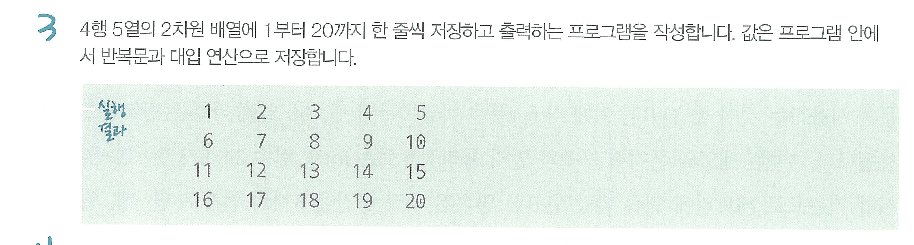 3 4행 5열의 2차원 배열에 1부터 20까지 한 줄씩 저장하고 출력하는 프로그램을 작성합니다. 값은 프로그램 안에
서 반복문과 대입 연산으로 저장합니다.
실행
결과
1 2 3 4 5
6 7 8 9 10
11 12 13 14 15
16 17 18 19 20